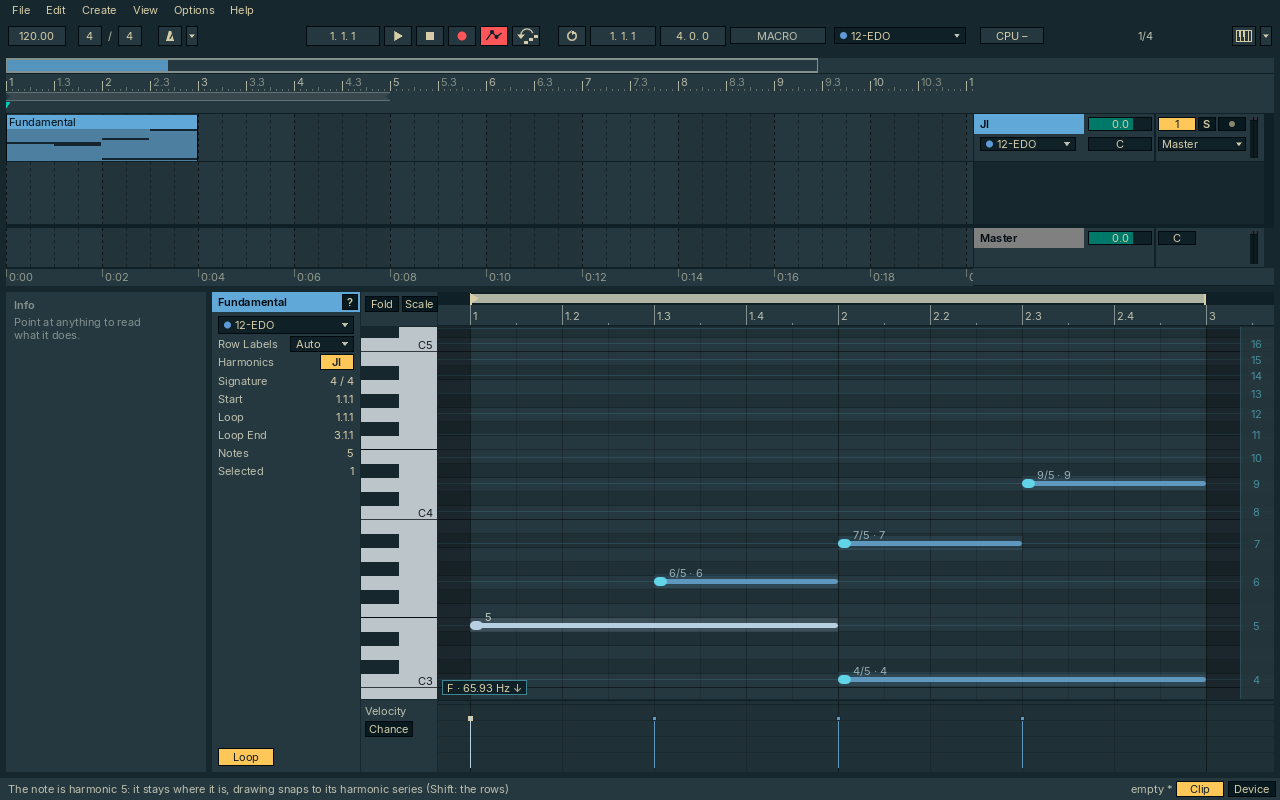 File Edit Create View Options Help
120.00 4 / 4 1. 1. 1 1. 1. 1 4. 0. 0 MACRO 12-EDO CPU – 1/4
1 1.3 2 2.3 3 3.3 4 4.3 5 5.3 6 6.3 7 7.3 8 8.3 9 9.3 10 10.3 1
Fundamental JI 0.0 1 S
12-EDO C Master
Master 0.0 C
0:00 0:02 0:04 0:06 0:08 0:10 0:12 0:14 0:16 0:18
Info
Point at anything to read
what it does.
Fundamental ? Fold Scale
12-EDO 1 1.2 1.3 1.4 2 2.2 2.3 2.4 3
Row Labels Auto
Harmonics JI
Signature 4 / 4
Start 1.1.1
Loop 1.1.1
Loop End 3.1.1
Notes 5
Selected 1
C5
C4
C3
16
15
14
13
12
11
10
9/5 · 9 9
8
7/5 · 7 7
6/5 · 6 6
5 5
4/5 · 4 4
F · 65.93 Hz ↓
Velocity
Chance
Loop
The note is harmonic 5: it stays where it is, drawing snaps to its harmonic series (Shift: the rows) empty * Clip Device